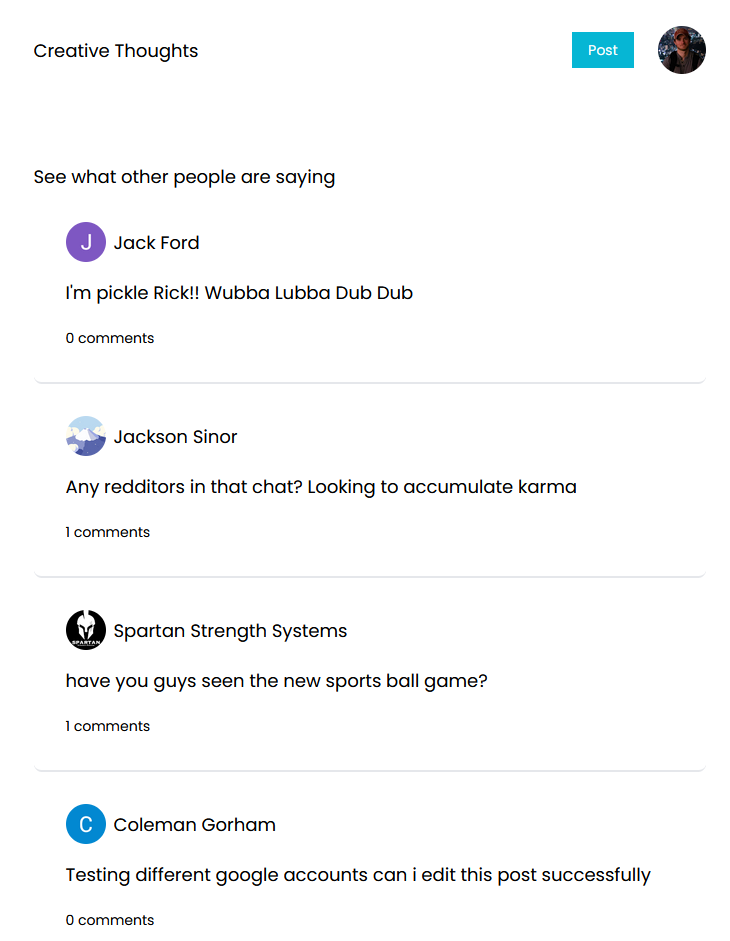 Creative Thoughts
Post
See what other people are saying
J
Jack Ford
I'm pickle Rick!! Wubba Lubba Dub Dub
0 comments
Jackson Sinor
Any redditors in that chat? Looking to accumulate karma
1 comments
SPARTAN
Spartan Strength Systems
have you guys seen the new sports ball game?
1 comments
C
Coleman Gorham
Testing different google accounts can i edit this post successfully
0 comments